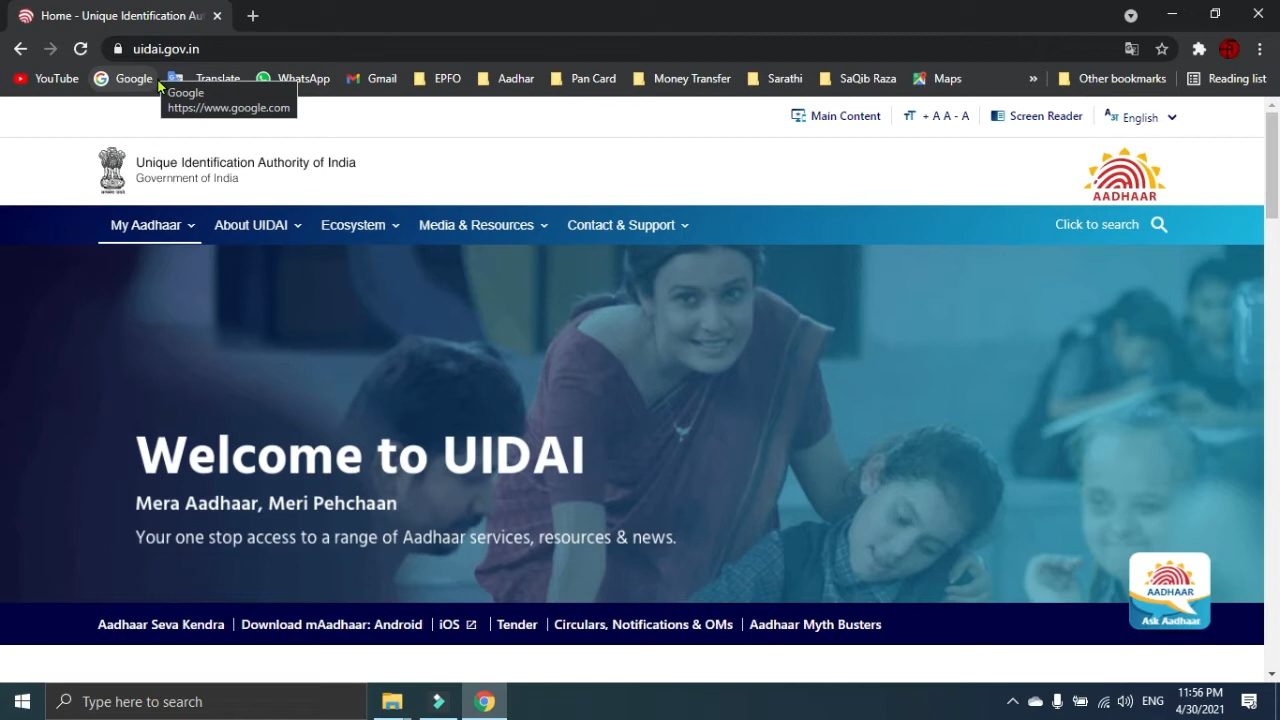 Home - Unique Identification Au
uidai.gov.in
YouTube Google Translate WhatsApp Gmail EPFO Aadhar Pan Card Money Transfer Sarathi SaQib Raza Maps » Other bookmarks Reading list
Google
https://www.google.com
Main Content TT + A A - A Screen Reader English
Unique Identification Authority of India
Government of India
AADHAAR
My Aadhaar About UIDAI Ecosystem Media & Resources Contact & Support Click to search
Welcome to UIDAI
Mera Aadhaar, Meri Pehchaan
Your one stop access to a range of Aadhaar services, resources & news.
AADHAAR
Ask Aadhaar
Aadhaar Seva Kendra | Download mAadhaar: Android | iOS | Tender | Circulars, Notifications & OMs | Aadhaar Myth Busters
Type here to search
ENG
11:56 PM
4/30/2021